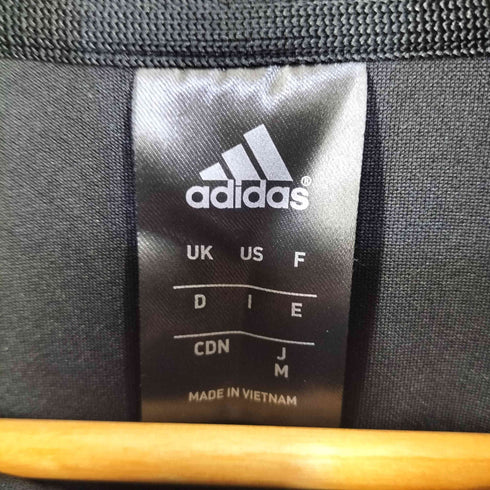 adidas®
UK US F
D I E
CDN J
M
MADE IN VIETNAM